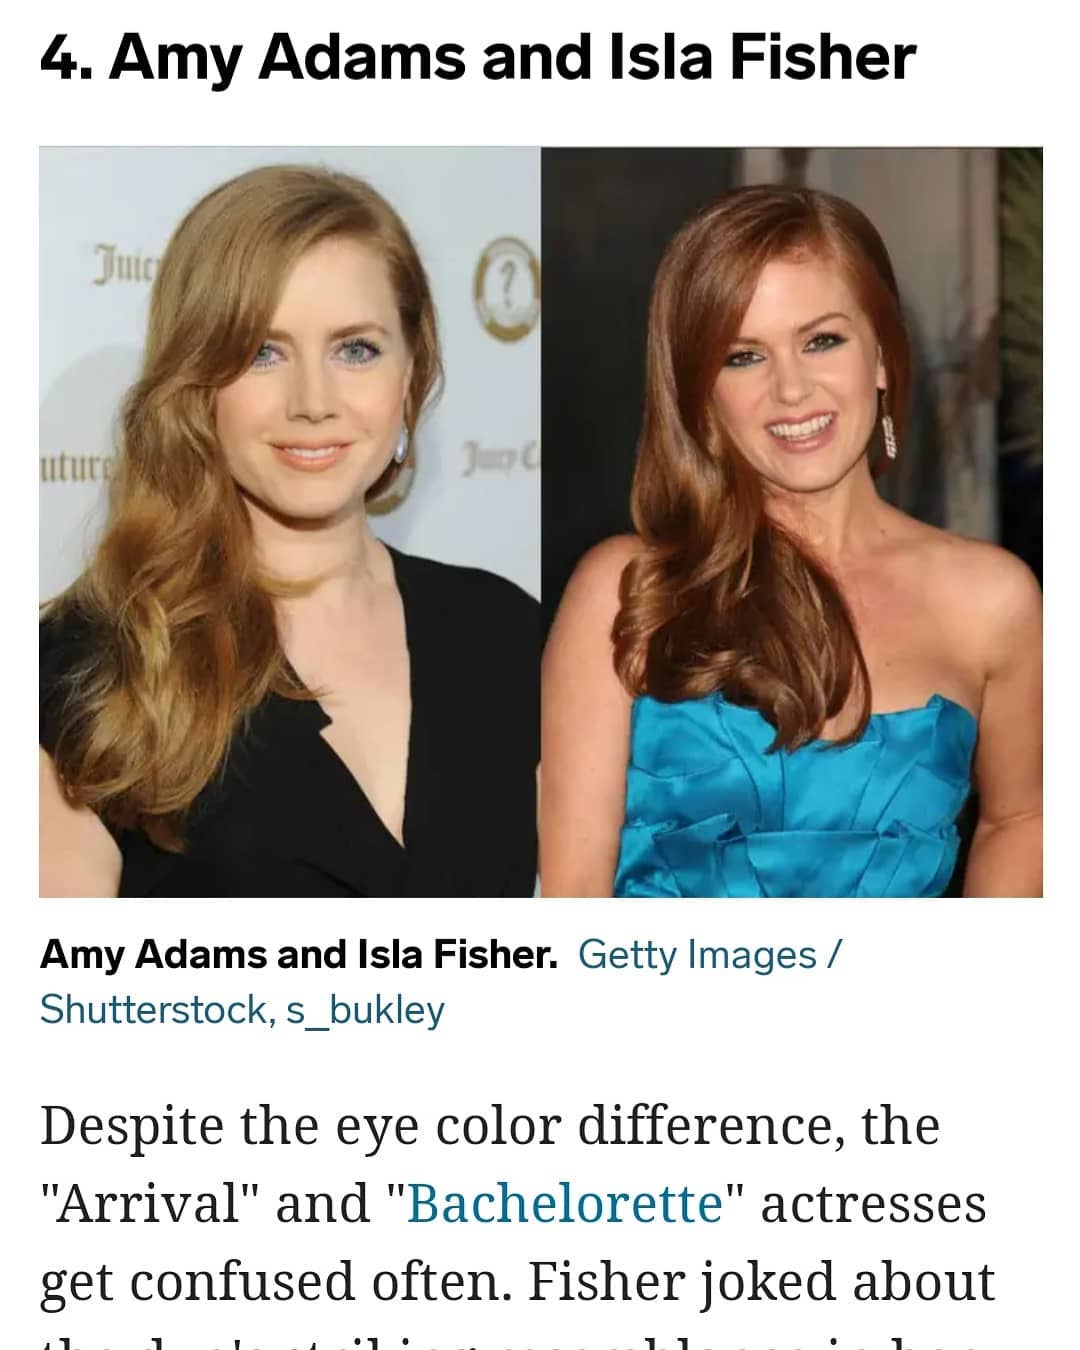 4. Amy Adams and Isla Fisher
Juic
uture
Juicy C
Amy Adams and Isla Fisher. Getty Images /
Shutterstock, s_bukley
Despite the eye color difference, the
"Arrival" and "Bachelorette" actresses
get confused often. Fisher joked about